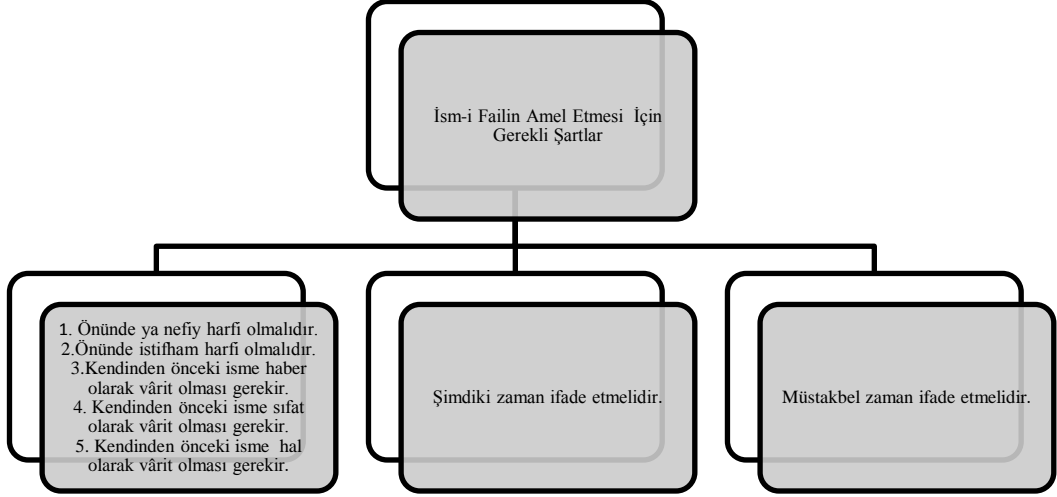 İsm-i Failin Amel Etmesi İçin
Gerekli Şartlar
1. Önünde ya nefiy harfi olmalıdır.
2.Önünde istifham harfi olmalıdır.
3.Kendinden önceki isme haber
olarak vârit olması gerekir.
4. Kendinden önceki isme sıfat
olarak vârit olması gerekir.
5. Kendinden önceki isme hal
olarak vârit olması gerekir.
Şimdiki zaman ifade etmelidir.
Müstakbel zaman ifade etmelidir.